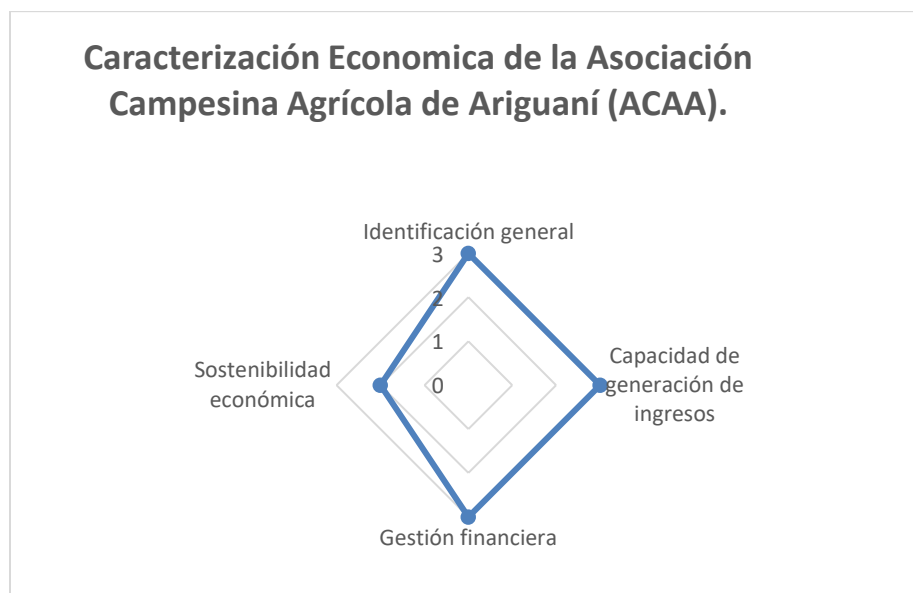 Caracterización Economica de la Asociación
Campesina Agrícola de Ariguaní (ACAA).
Identificación general
3
2
1
0
Sostenibilidad
económica
Capacidad de
generación de
ingresos
Gestión financiera